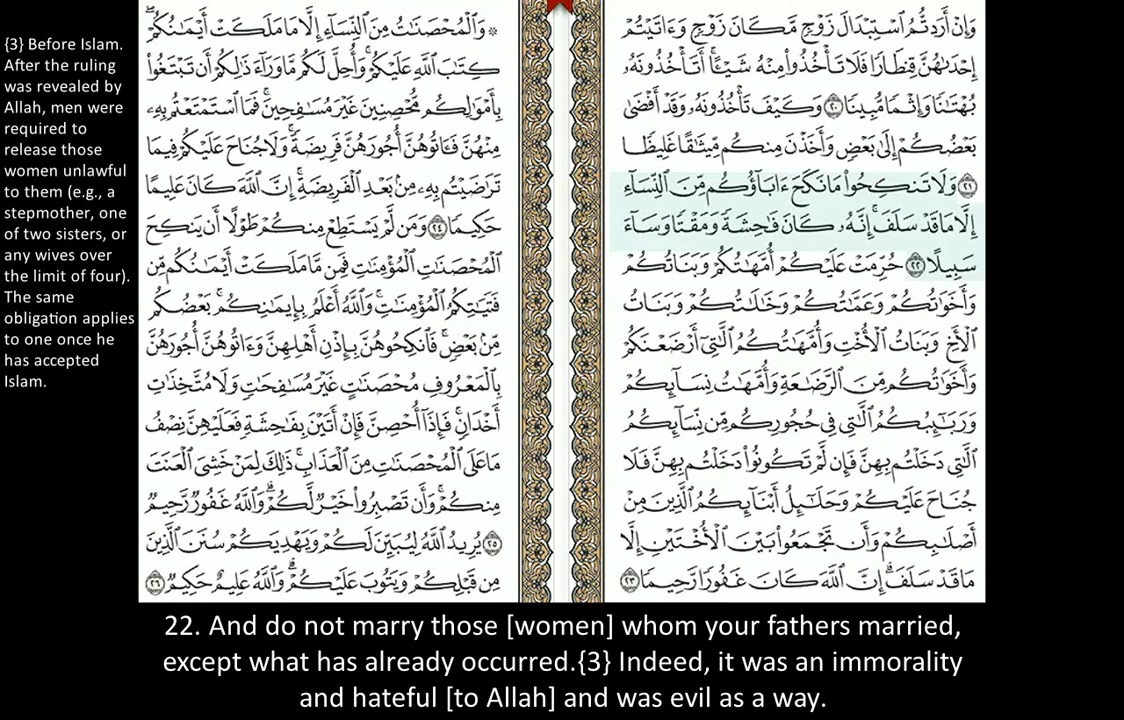 {3} Before Islam.
After the ruling
was revealed by
Allah, men were
required to
release those
women unlawful
to them (e.g., a
stepmother, one
of two sisters, or
any wives over
the limit of four).
The same
obligation applies
to one once he
has accepted
Islam.
وَإِنْ أَرَدتُّمُ ٱسْتِبْدَالَ زَوْجٍ مَّكَانَ زَوْجٍ وَءَاتَيْتُمْ
إِحْدَىٰهُنَّ قِنطَارًا فَلَا تَأْخُذُوا۟ مِنْهُ شَيْـًٔا ۚ أَتَأْخُذُونَهُۥ
بُهْتَـٰنًا وَإِثْمًا مُّبِينًا ٢٠ وَكَيْفَ تَأْخُذُونَهُۥ وَقَدْ أَفْضَىٰ
بَعْضُكُمْ إِلَىٰ بَعْضٍ وَأَخَذْنَ مِنكُم مِّيثَـٰقًا غَلِيظًا
٢١ وَلَا تَنكِحُوا۟ مَا نَكَحَ ءَابَآؤُكُم مِّنَ ٱلنِّسَآءِ
إِلَّا مَا قَدْ سَلَفَ ۚ إِنَّهُۥ كَانَ فَـٰحِشَةً وَمَقْتًا وَسَآءَ
سَبِيلًا ٢٢ حُرِّمَتْ عَلَيْكُمْ أُمَّهَـٰتُكُمْ وَبَنَاتُكُمْ
وَأَخَوَٰتُكُمْ وَعَمَّـٰتُكُمْ وَخَـٰلَـٰتُكُمْ وَبَنَاتُ
ٱلْأَخِ وَبَنَاتُ ٱلْأُخْتِ وَأُمَّهَـٰتُكُمُ ٱلَّـٰتِىٓ أَرْضَعْنَكُمْ
وَأَخَوَٰتُكُم مِّنَ ٱلرَّضَـٰعَةِ وَأُمَّهَـٰتُ نِسَآئِكُمْ
وَرَبَـٰٓئِبُكُمُ ٱلَّـٰتِى فِى حُجُورِكُم مِّن نِّسَآئِكُمُ
ٱلَّـٰتِى دَخَلْتُم بِهِنَّ فَإِن لَّمْ تَكُونُوا۟ دَخَلْتُم بِهِنَّ فَلَا
جُنَاحَ عَلَيْكُمْ وَحَلَـٰٓئِلُ أَبْنَآئِكُمُ ٱلَّذِينَ مِنْ
أَصْلَـٰبِكُمْ وَأَن تَجْمَعُوا۟ بَيْنَ ٱلْأُخْتَيْنِ إِلَّا
مَا قَدْ سَلَفَ ۗ إِنَّ ٱللَّهَ كَانَ غَفُورًا رَّحِيمًا ٢٣
۞ وَٱلْمُحْصَنَـٰتُ مِنَ ٱلنِّسَآءِ إِلَّا مَا مَلَكَتْ أَيْمَـٰنُكُمْ ۖ
كِتَـٰبَ ٱللَّهِ عَلَيْكُمْ ۚ وَأُحِلَّ لَكُم مَّا وَرَآءَ ذَٰلِكُمْ أَن تَبْتَغُوا۟
بِأَمْوَٰلِكُم مُّحْصِنِينَ غَيْرَ مُسَـٰفِحِينَ ۚ فَمَا ٱسْتَمْتَعْتُم بِهِۦ
مِنْهُنَّ فَـَٔاتُوهُنَّ أُجُورَهُنَّ فَرِيضَةً ۚ وَلَا جُنَاحَ عَلَيْكُمْ فِيمَا
تَرَٰضَيْتُم بِهِۦ مِنۢ بَعْدِ ٱلْفَرِيضَةِ ۚ إِنَّ ٱللَّهَ كَانَ عَلِيمًا
حَكِيمًا ٢٤ وَمَن لَّمْ يَسْتَطِعْ مِنكُمْ طَوْلًا أَن يَنكِحَ
ٱلْمُحْصَنَـٰتِ ٱلْمُؤْمِنَـٰتِ فَمِن مَّا مَلَكَتْ أَيْمَـٰنُكُم مِّن
فَتَيَـٰتِكُمُ ٱلْمُؤْمِنَـٰتِ ۚ وَٱللَّهُ أَعْلَمُ بِإِيمَـٰنِكُم ۚ بَعْضُكُم
مِّنۢ بَعْضٍ ۚ فَٱنكِحُوهُنَّ بِإِذْنِ أَهْلِهِنَّ وَءَاتُوهُنَّ أُجُورَهُنَّ
بِٱلْمَعْرُوفِ مُحْصَنَـٰتٍ غَيْرَ مُسَـٰفِحَـٰتٍ وَلَا مُتَّخِذَٰتِ
أَخْدَانٍ ۚ فَإِذَآ أُحْصِنَّ فَإِنْ أَتَيْنَ بِفَـٰحِشَةٍ فَعَلَيْهِنَّ نِصْفُ
مَا عَلَى ٱلْمُحْصَنَـٰتِ مِنَ ٱلْعَذَابِ ۚ ذَٰلِكَ لِمَنْ خَشِىَ ٱلْعَنَتَ
مِنكُمْ ۚ وَأَن تَصْبِرُوا۟ خَيْرٌ لَّكُمْ ۗ وَٱللَّهُ غَفُورٌ رَّحِيمٌ
٢٥ يُرِيدُ ٱللَّهُ لِيُبَيِّنَ لَكُمْ وَيَهْدِيَكُمْ سُنَنَ ٱلَّذِينَ
مِن قَبْلِكُمْ وَيَتُوبَ عَلَيْكُمْ ۗ وَٱللَّهُ عَلِيمٌ حَكِيمٌ ٢٦
22. And do not marry those [women] whom your fathers married,
except what has already occurred.{3} Indeed, it was an immorality
and hateful [to Allah] and was evil as a way.